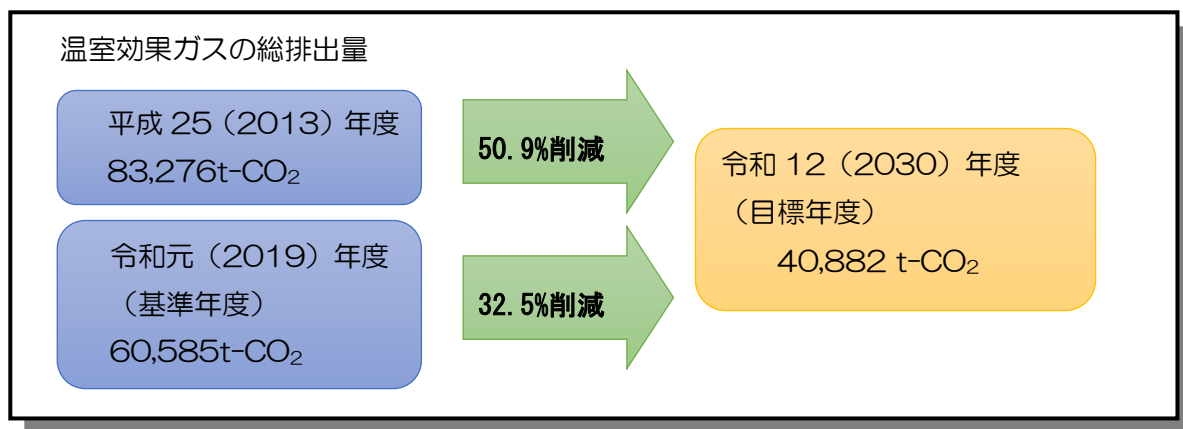 温室効果ガスの総排出量
平成 25（2013）年度
83,276t-CO₂
50.9%削減
令和元（2019）年度
（基準年度）
60,585t-CO₂
32.5%削減
令和 12（2030）年度
（目標年度）
40,882 t-CO₂